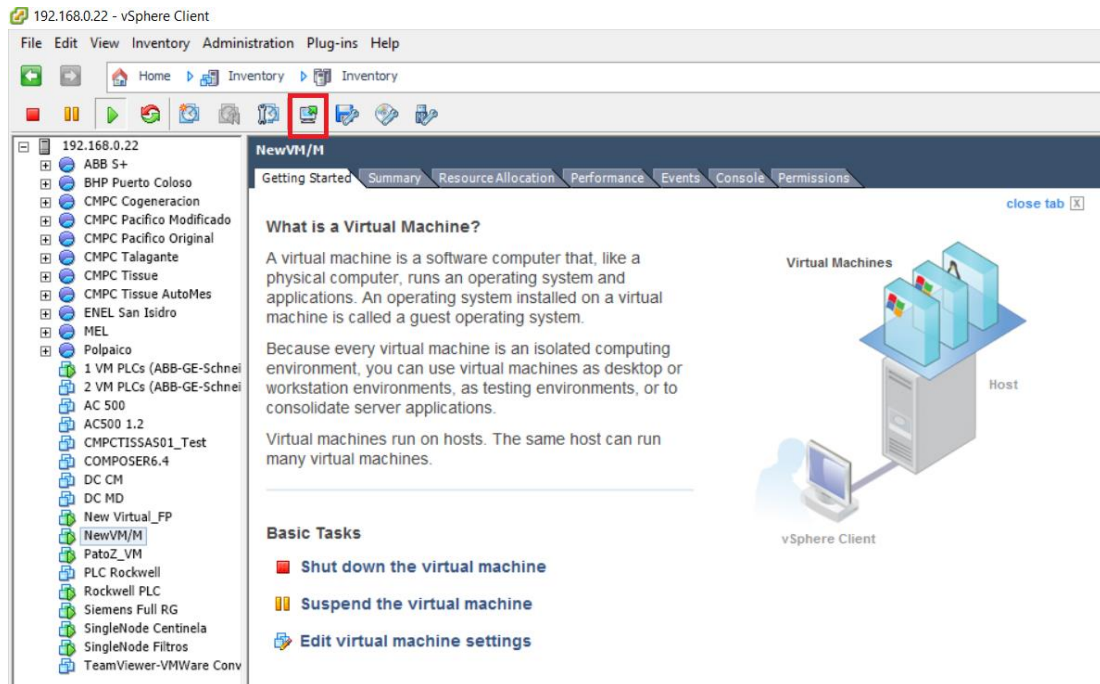 192.168.0.22 - vSphere Client
File Edit View Inventory Administration Plug-ins Help
Home Inventory Inventory
192.168.0.22
ABB S+
BHP Puerto Coloso
CMPC Cogeneracion
CMPC Pacifico Modificado
CMPC Pacifico Original
CMPC Talagante
CMPC Tissue
CMPC Tissue AutoMes
ENEL San Isidro
MEL
Polpaico
1 VM PLCs (ABB-GE-Schnei
2 VM PLCs (ABB-GE-Schnei
AC 500
AC500 1.2
CMPCTISSAS01_Test
COMPOSER6.4
DC CM
DC MD
New Virtual_FP
NewVM/M
PatoZ_VM
PLC Rockwell
Rockwell PLC
Siemens Full RG
SingleNode Centinela
SingleNode Filtros
TeamViewer-VMWare Conv
NewVM/M
Getting Started Summary Resource Allocation Performance Events Console Permissions
close tab X
What is a Virtual Machine?
A virtual machine is a software computer that, like a
physical computer, runs an operating system and
applications. An operating system installed on a virtual
machine is called a guest operating system.
Because every virtual machine is an isolated computing
environment, you can use virtual machines as desktop or
workstation environments, as testing environments, or to
consolidate server applications.
Virtual machines run on hosts. The same host can run
many virtual machines.
Virtual Machines
Host
vSphere Client
Basic Tasks
Shut down the virtual machine
Suspend the virtual machine
Edit virtual machine settings